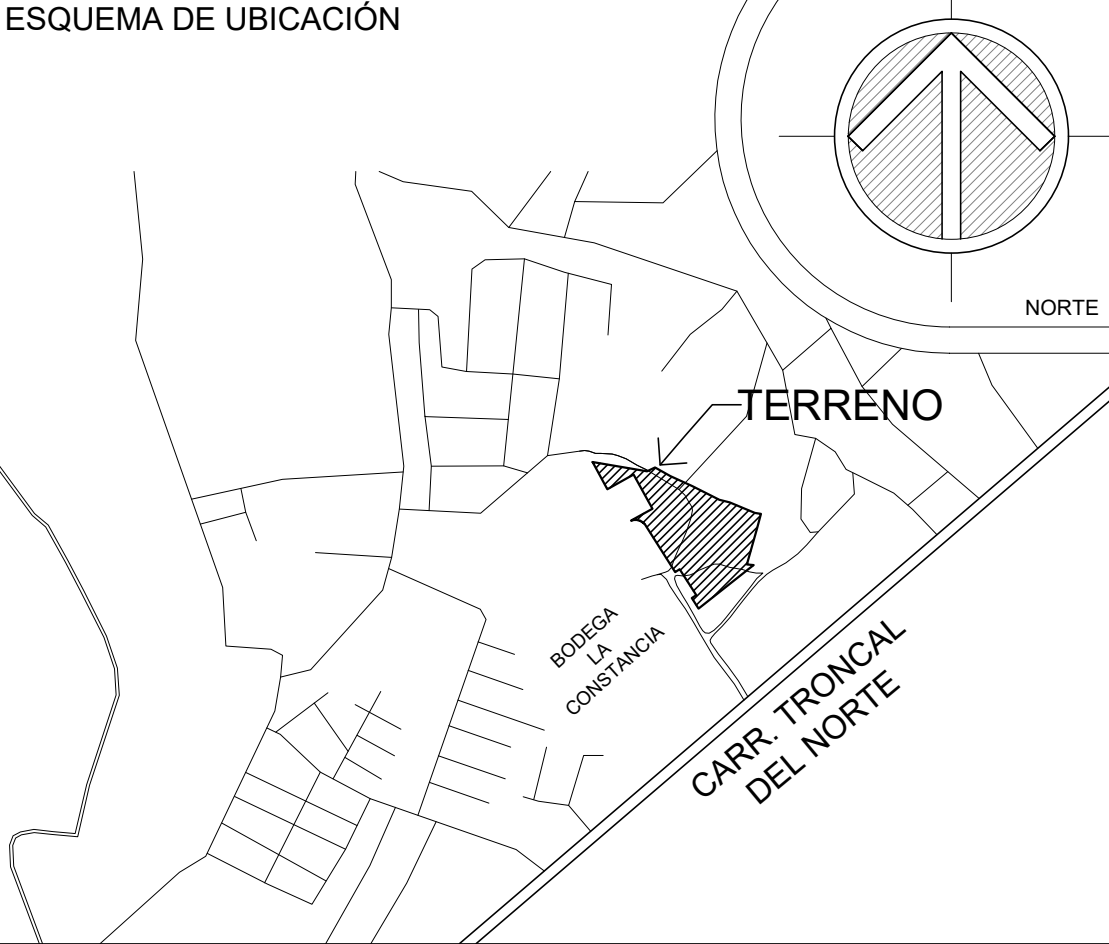 ESQUEMA DE UBICACIÓN
NORTE
TERRENO
BODEGA
LA
CONSTANCIA
CARR. TRONCAL
DEL NORTE